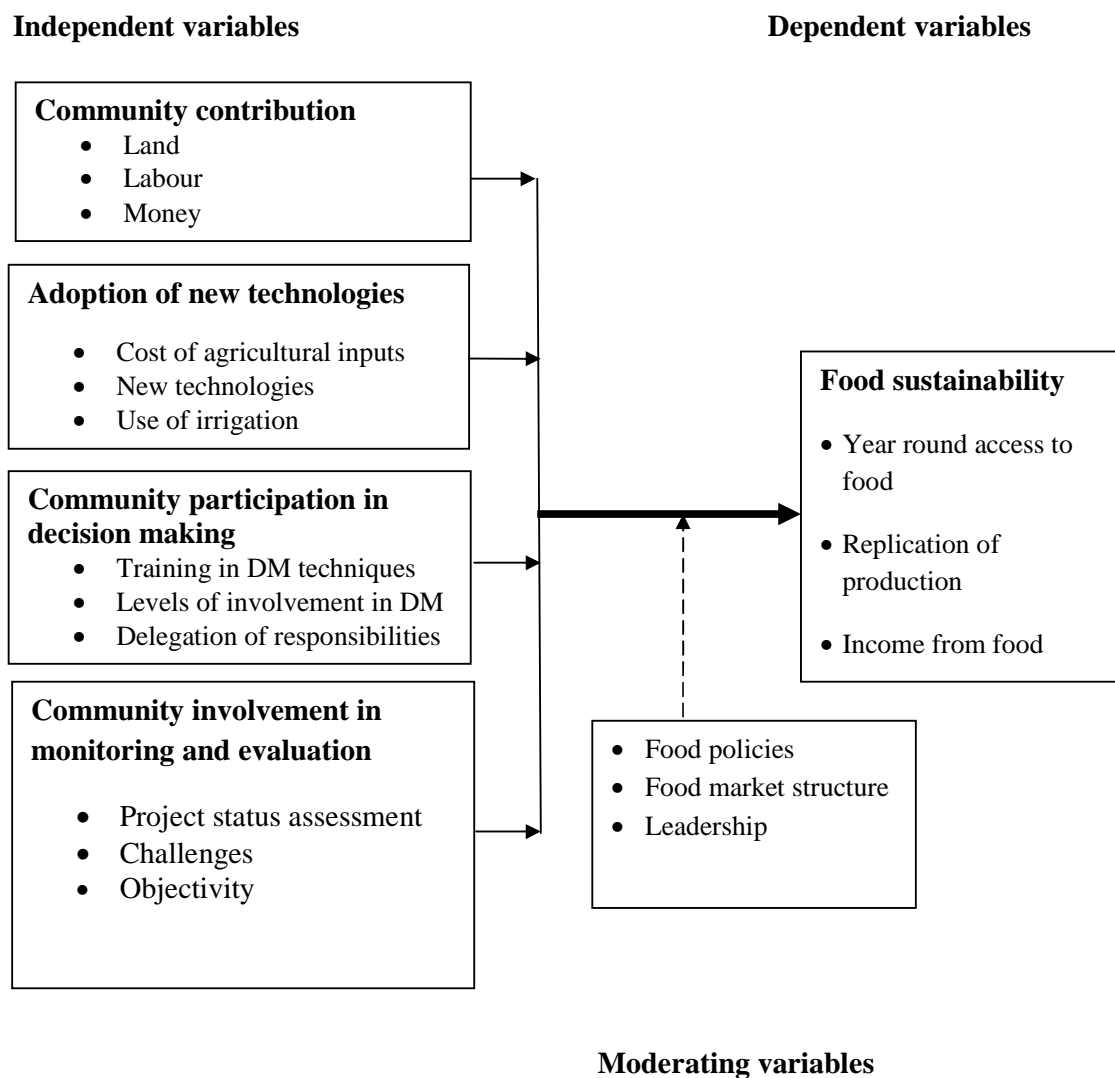 Independent variables
Dependent variables
Community contribution
• Land
• Labour
• Money
Adoption of new technologies
• Cost of agricultural inputs
• New technologies
• Use of irrigation
Community participation in
decision making
• Training in DM techniques
• Levels of involvement in DM
• Delegation of responsibilities
Community involvement in
monitoring and evaluation
• Project status assessment
• Challenges
• Objectivity
Food sustainability
• Year round access to
food
• Replication of
production
• Income from food
• Food policies
• Food market structure
• Leadership
Moderating variables